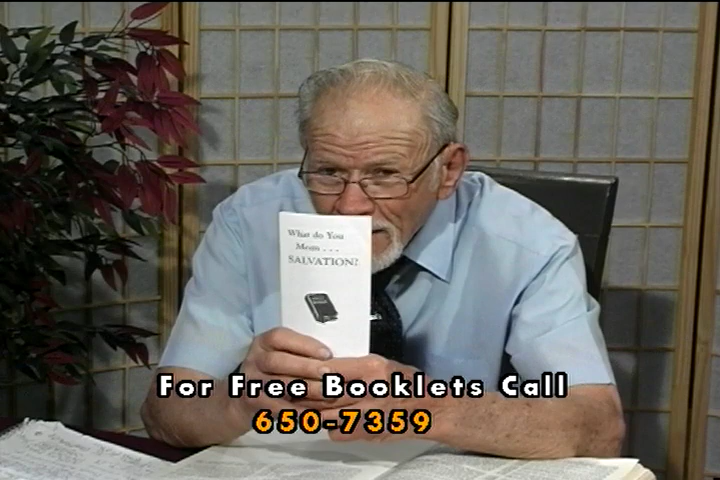 What do You
Mean . . .
SALVATION?
For Free Booklets Call
650-7359